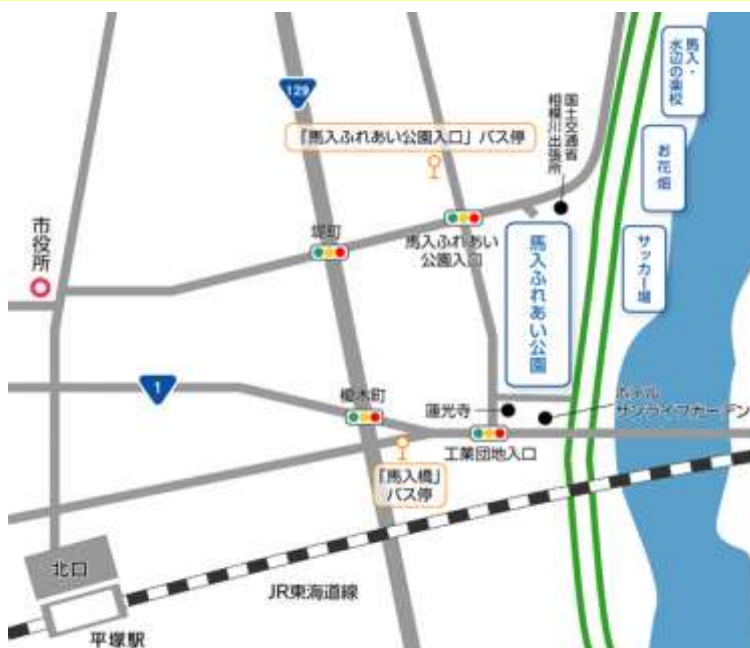 129
「馬入ふれあい公園入口」バス停
国土交通省
相模川出張所
馬入・
水辺の楽校
お花畑
サッカー場
市役所
堤町
馬入ふれあい
公園入口
馬入ふれあい公園
1
榎木町
蓮光寺
ホテル
サンライフガーデン
工業団地入口
「馬入橋」
バス停
北口
JR東海道線
平塚駅